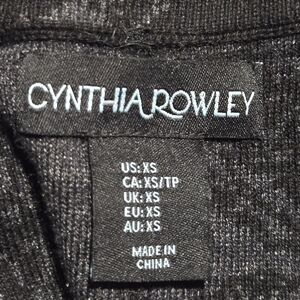 CYNTHIA ROWLEY
US: XS
CA: XS/TP
UK: XS
EU: XS
AU: XS
MADE IN
CHINA